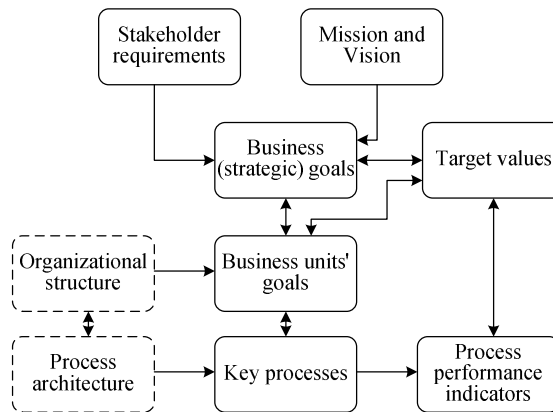 Stakeholder
requirements
Mission and
Vision
Business
(strategic) goals
Target values
Organizational
structure
Business units'
goals
Process
architecture
Key processes
Process
performance
indicators